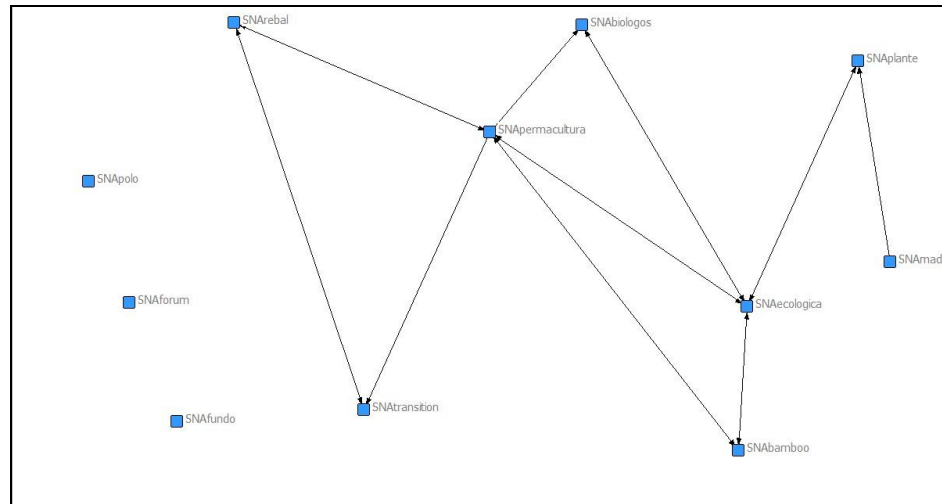 SNArebal
SNAbiologos
SNAplante
SNApermacultura
SNApolo
SNAmad
SNAforum
SNAecologica
SNAtransition
SNAfundo
SNAbamboo